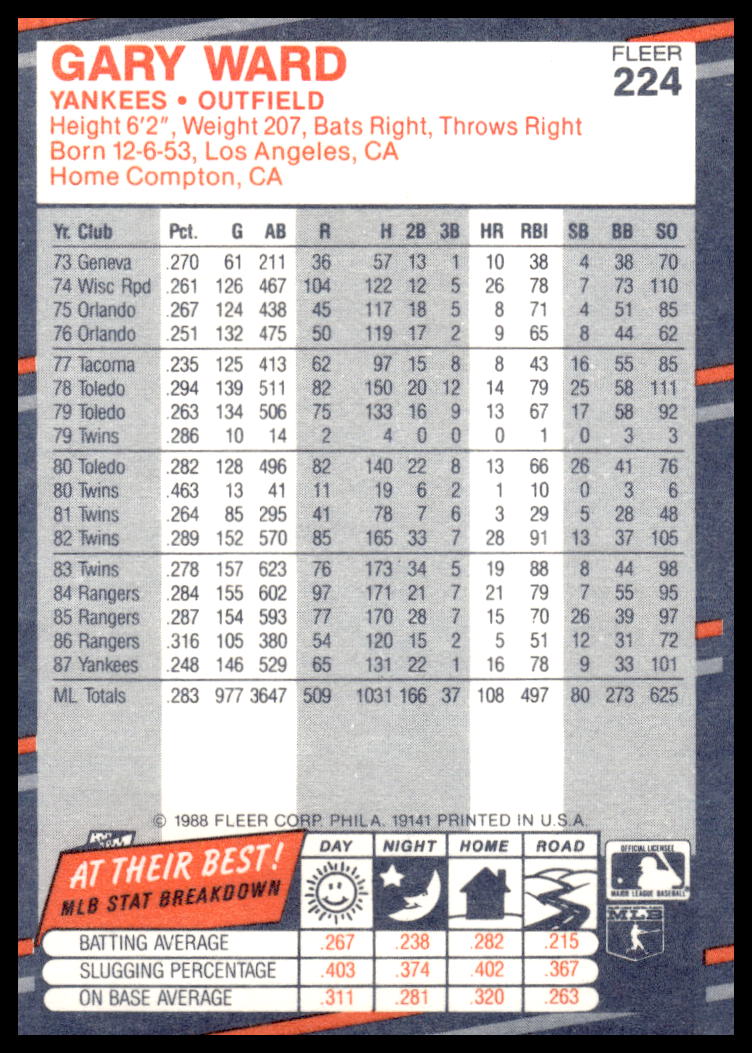 GARY WARD
FLEER
224
YANKEES • OUTFIELD
Height 6'2", Weight 207, Bats Right, Throws Right
Born 12-6-53, Los Angeles, CA
Home Compton, CA
Yr. Club Pct. G AB R H 2B 3B HR RBI SB BB SO
73 Geneva .270 61 211 36 57 13 1 10 38 4 38 70
74 Wisc Rpd .261 126 467 104 122 12 5 26 78 7 73 110
75 Orlando .267 124 438 45 117 18 5 8 71 4 51 85
76 Orlando .251 132 475 50 119 17 2 9 65 8 44 62
77 Tacoma .235 125 413 62 97 15 8 8 43 16 55 85
78 Toledo .294 139 511 82 150 20 12 14 79 25 58 111
79 Toledo .263 134 506 75 133 16 9 13 67 17 58 92
79 Twins .286 10 14 2 4 0 0 0 1 0 3 3
80 Toledo .282 128 496 82 140 22 8 13 66 26 41 76
80 Twins .463 13 41 11 19 6 2 1 10 0 3 6
81 Twins .264 85 295 41 78 7 6 3 29 5 28 48
82 Twins .289 152 570 85 165 33 7 28 91 13 37 105
83 Twins .278 157 623 76 173 34 5 19 88 8 44 98
84 Rangers .284 155 602 97 171 21 7 21 79 7 55 95
85 Rangers .287 154 593 77 170 28 7 15 70 26 39 97
86 Rangers .316 105 380 54 120 15 2 5 51 12 31 72
87 Yankees .248 146 529 65 131 22 1 16 78 9 33 101
ML Totals .283 977 3647 509 1031 166 37 108 497 80 273 625
© 1988 FLEER CORP. PHILA. 19141 PRINTED IN U.S.A.
AT THEIR BEST!
MLB STAT BREAKDOWN
DAY NIGHT HOME ROAD
OFFICIAL LICENSEE
MAJOR LEAGUE BASEBALL
MLB
BATTING AVERAGE .267 .238 .282 .215
SLUGGING PERCENTAGE .403 .374 .402 .367
ON BASE AVERAGE .311 .281 .320 .263